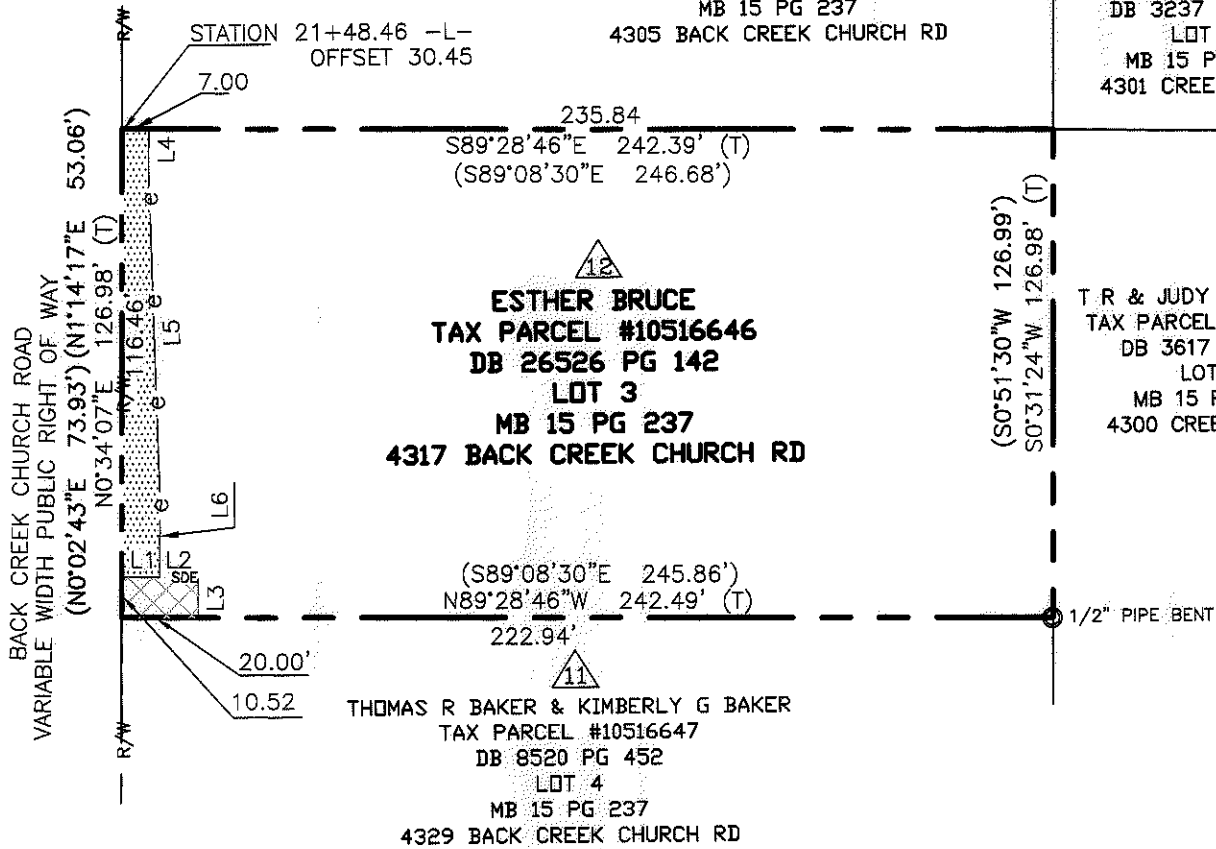 MB 15 PG 237
4305 BACK CREEK CHURCH RD
DB 3237
LOT
MB 15 P
4301 CREE
R/W
STATION 21+48.46 -L-
OFFSET 30.45
7.00
235.84
S89°28'46"E 242.39' (T)
(S89°08'30"E 246.68')
L4
BACK CREEK CHURCH ROAD
VARIABLE WIDTH PUBLIC RIGHT OF WAY
(N0°02'43"E 73.93') (N1°14'17"E 53.06')
N0°34'07"E 126.98' (T)
116.46'
R/W
e
e
e
e
L5
L6
12
ESTHER BRUCE
TAX PARCEL #10516646
DB 26526 PG 142
LOT 3
MB 15 PG 237
4317 BACK CREEK CHURCH RD
(S0°51'30"W 126.99')
S0°31'24"W 126.98' (T)
T R & JUDY
TAX PARCEL
DB 3617
LOT
MB 15 P
4300 CREE
L1 L2
SDE
L3
(S89°08'30"E 245.86')
N89°28'46"W 242.49' (T)
222.94'
1/2" PIPE BENT
20.00'
10.52
R/W
11
THOMAS R BAKER & KIMBERLY G BAKER
TAX PARCEL #10516647
DB 8520 PG 452
LOT 4
MB 15 PG 237
4329 BACK CREEK CHURCH RD